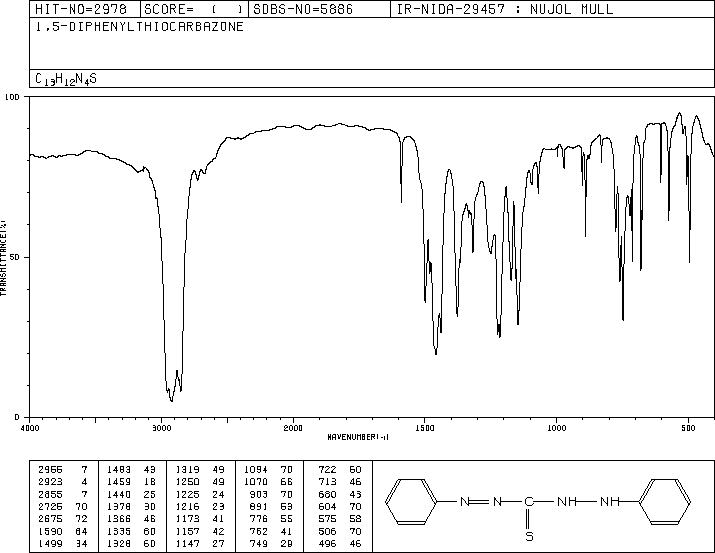 HIT-NO=2978 SCORE= ( ) SDBS-NO=5886 IR-NIDA-29457 : NUJOL MULL
1,5-DIPHENYLTHIOCARBAZONE
C13H12N4S
100
50
0
TRANSMITTANCE(%)
4000 3000 2000 1500 1000 500
WAVENUMBER(-1)
2955 7 1483 49 1319 49 1094 70 722 60
2923 4 1459 18 1250 49 1070 66 713 46
2855 7 1440 25 1225 24 903 70 680 43
2725 70 1378 30 1216 23 891 53 604 70
2675 72 1366 46 1173 41 776 55 575 58
1590 64 1335 60 1157 42 762 41 506 70
1499 34 1328 60 1147 27 749 29 496 46
N=N-C-NH-NH
S